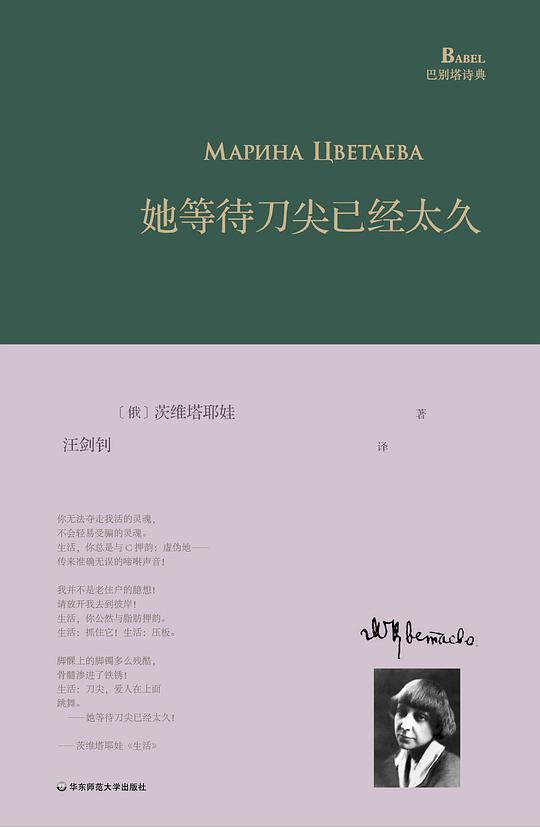 BABEL
巴别塔诗典
МАРИНА ЦВЕТАЕВА
她等待刀尖已经太久
〔俄〕茨维塔耶娃 著
汪剑钊 译
你无法夺走我活的灵魂，
不会轻易受骗的灵魂。
生活，你总是与 C 押韵：虚伪地——
传来准确无误的啼啭声音！
我并不是老住户的臆想！
请放开我去到彼岸！
生活，你公然与脂肪押韵。
生活：抓住它！生活：压板。
脚髁上的脚镯多么残酷，
骨髓渗进了铁锈！
生活：刀尖，爱人在上面
跳舞。
——她等待刀尖已经太久！
——茨维塔耶娃《生活》
МЦветаева.
华东师范大学出版社